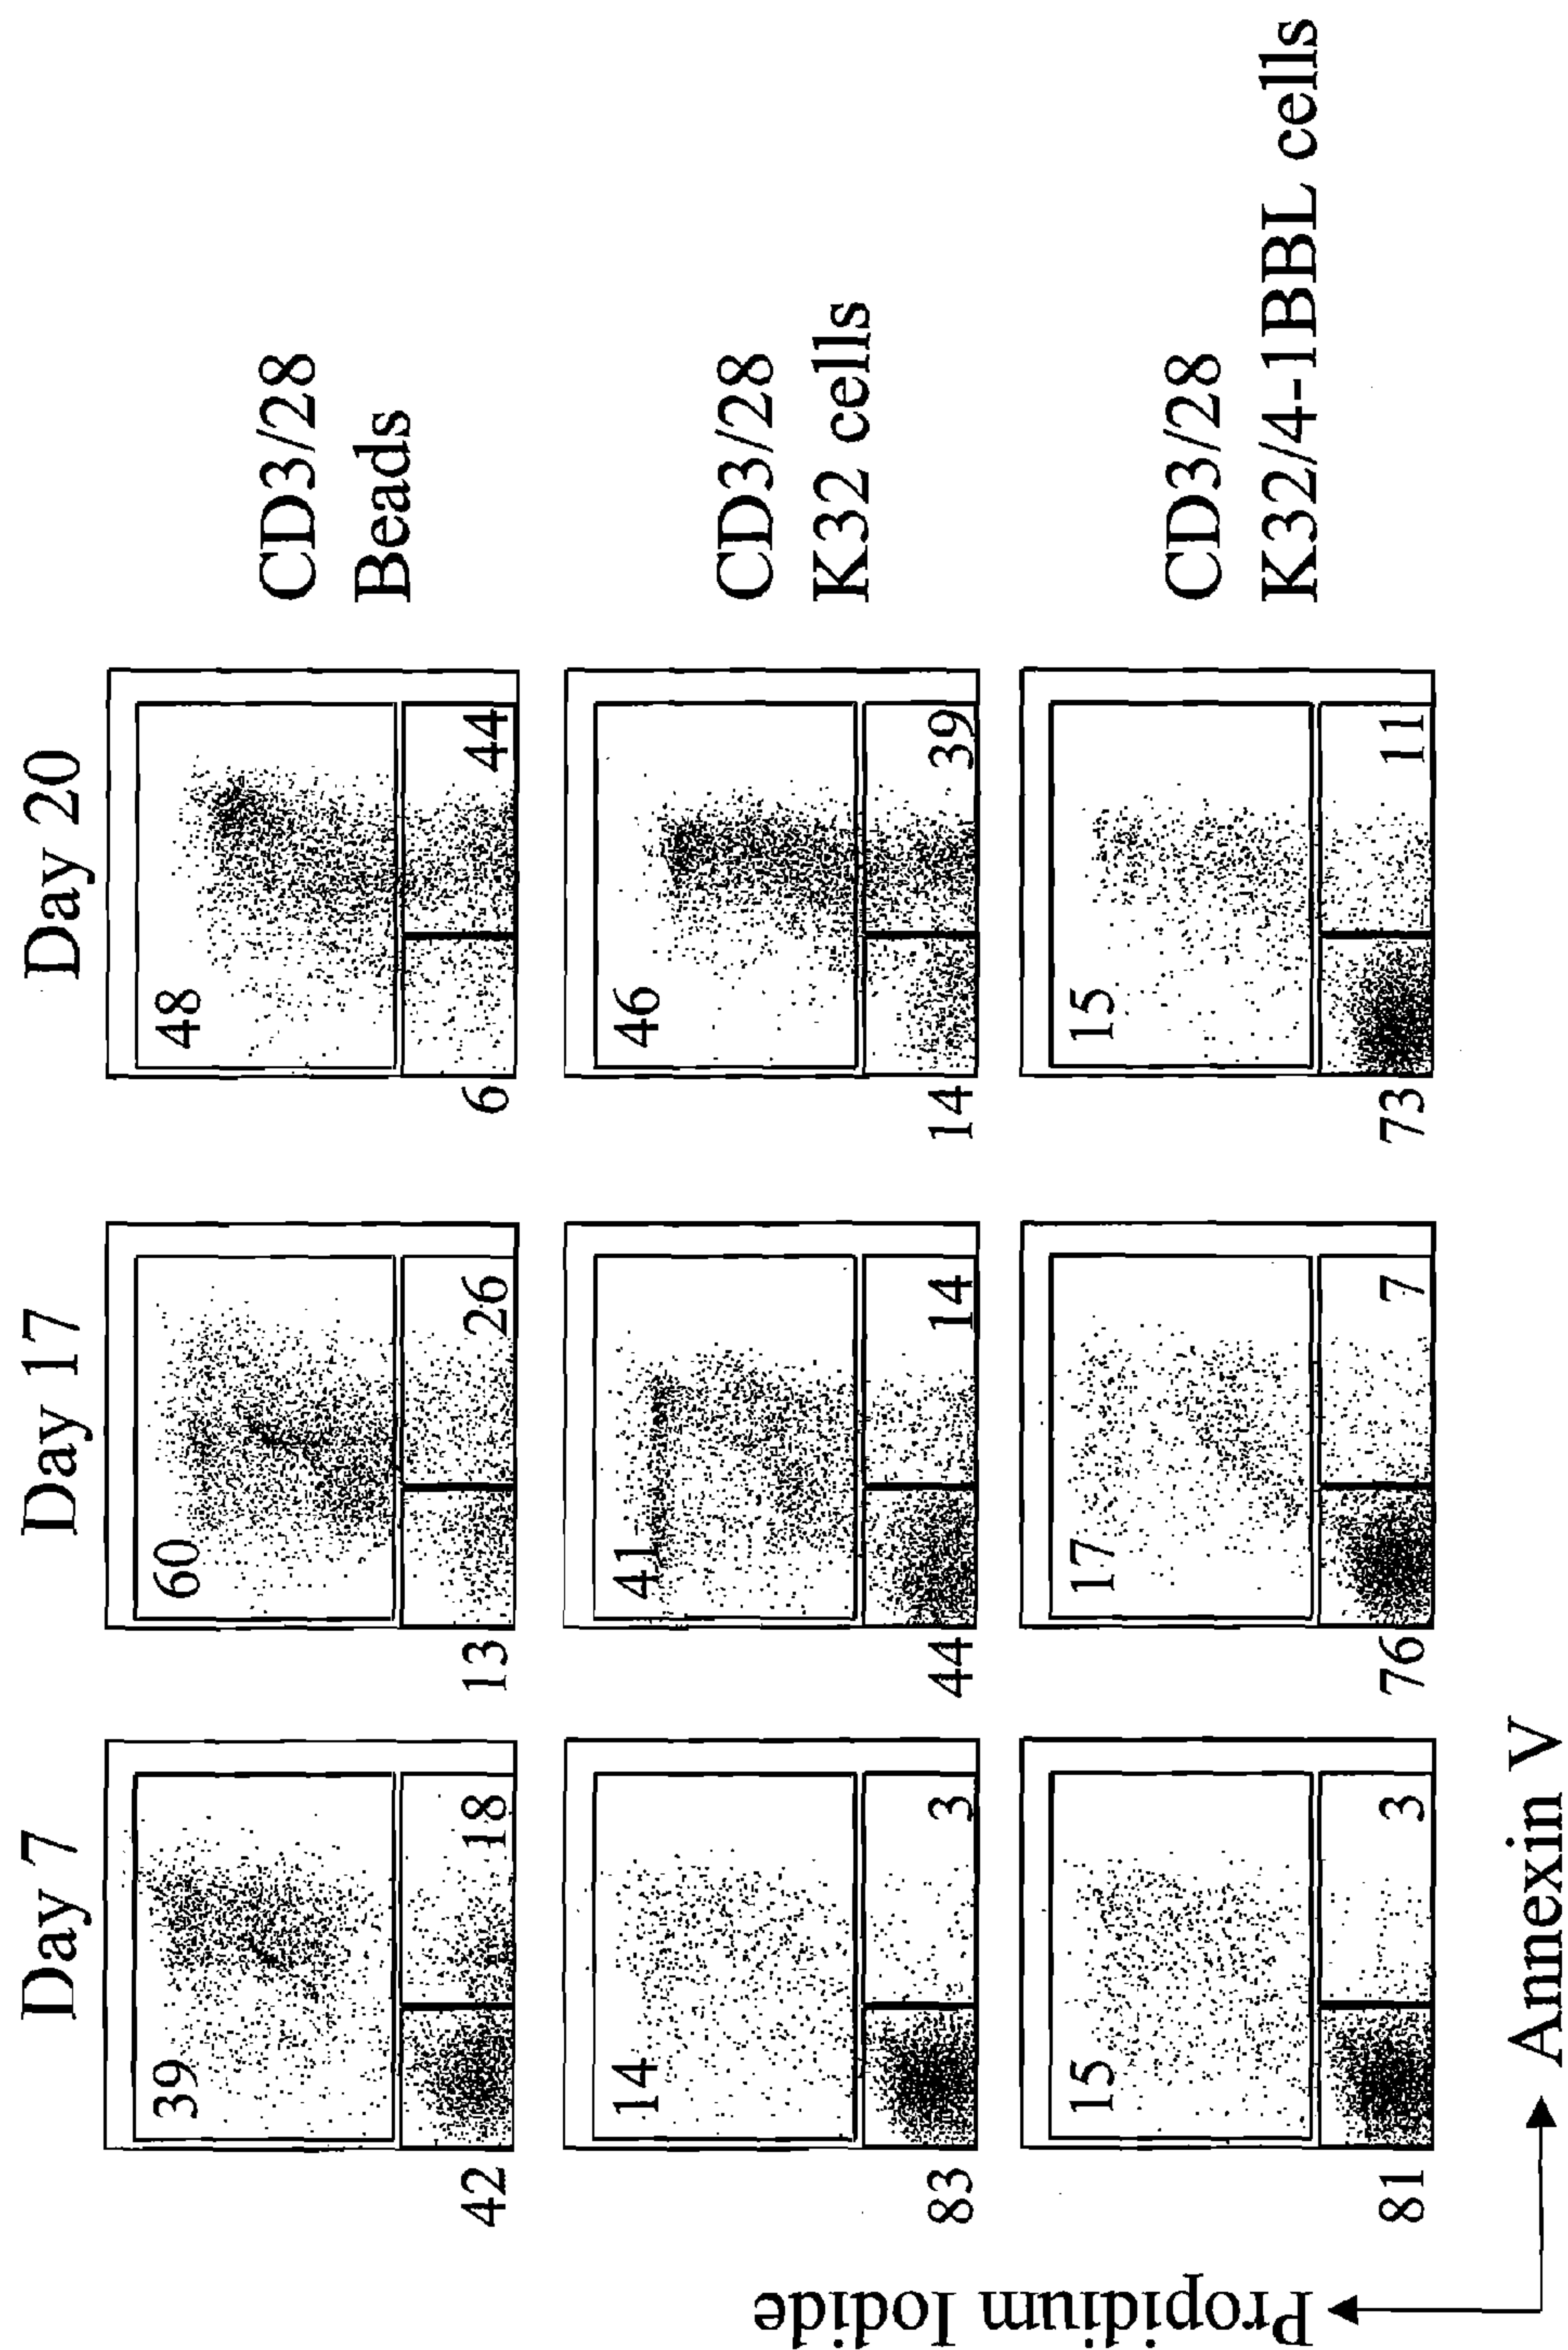 Day 7
Day 17
Day 20
39
18
42
60
26
13
48
44
6
CD3/28
Beads
14
3
83
41
14
44
46
39
14
CD3/28
K32 cells
15
3
81
17
7
76
15
11
73
CD3/28
K32/4-1BBL cells
Propidium Iodide
Annexin V